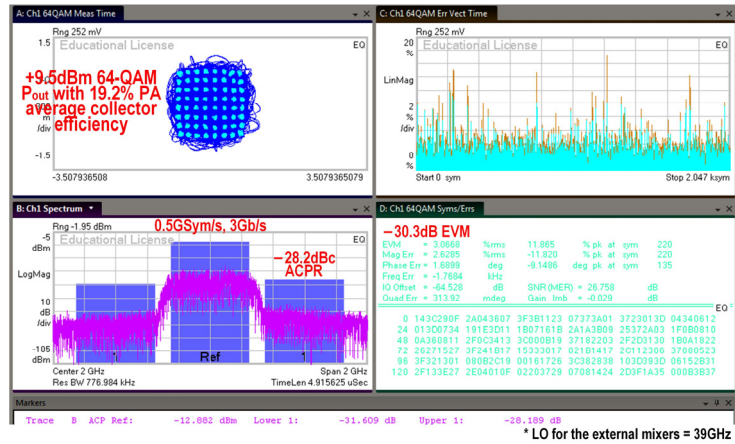 A: Ch1 64QAM Meas Time
Rng 252 mV
1.5
Educational License
EQ
+9.5dBm 64-QAM
Pout with 19.2% PA
average collector
efficiency
m
/div
-1.5
-3.507936508
3.5079365079
C: Ch1 64QAM Err Vect Time
Rng 252 mV
20
%
Educational License
EQ
LinMag
2
%
/div
0
%
Start 0 sym
Stop 2.047 ksym
B: Ch1 Spectrum
Rng -1.95 dBm
0.5GSym/s, 3Gb/s
-5
dBm
Educational License
EQ
−28.2dBc
ACPR
LogMag
10
dB
/div
-105
dBm
1
Ref
1
Center 2 GHz
Span 2 GHz
Res BW 776.984 kHz
TimeLen 4.915625 uSec
D: Ch1 64QAM Syms/Errs
−30.3dB EVM
EVM = 3.0668 %rms 11.865 % pk at sym 220
Mag Err = 2.6285 %rms -11.820 % pk at sym 220
Phase Err = 1.6899 deg -9.1486 deg pk at sym 135
Freq Err = -1.7684 kHz
IQ Offset = -64.528 dB SNR(MER) = 26.758 dB
Quad Err = 313.92 mdeg Gain Imb = -0.029 dB
EQ
0 143C290F 2A043607 3F3B1123 07373A01 3723013D 04340612
24 013D0734 191E3D11 1B07161B 2A1A3B09 25372A03 1F0B0810
48 0A360811 2F0C3413 3C000B19 37182203 2F2D3130 1B0A1822
72 26271527 3F241B17 15333017 021B1417 2C112306 37080523
96 3F321301 080B2C19 00161726 3C382838 103D393D 06152B31
120 2F133E27 2E04010F 02203729 07081424 2D3F1A35 000B3B37
Markers
Trace B ACP Ref: -12.882 dBm Lower 1: -31.609 dB Upper 1: -28.189 dB
* LO for the external mixers = 39GHz